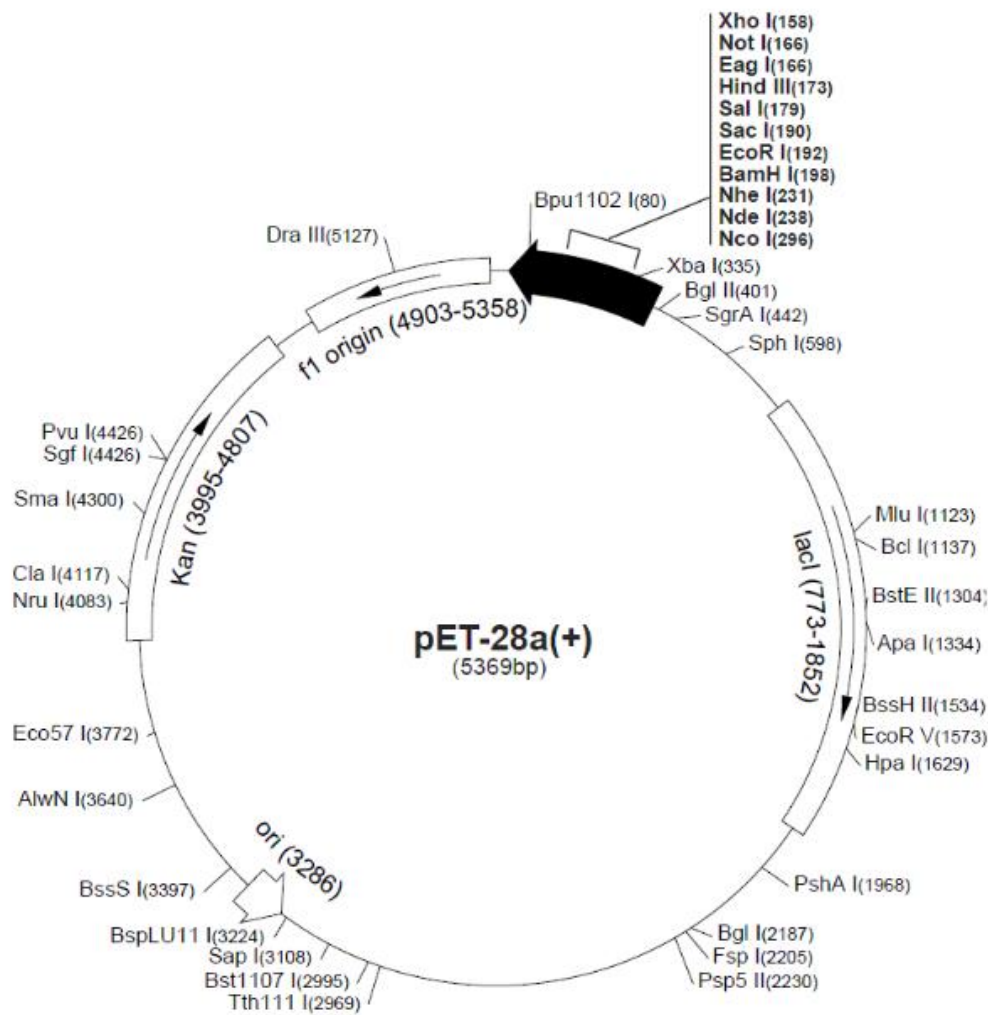 Xho I(158)
Not I(166)
Eag I(166)
Hind III(173)
Sal I(179)
Sac I(190)
EcoR I(192)
BamH I(198)
Nhe I(231)
Nde I(238)
Nco I(296)
Bpu1102 I(80)
Dra III(5127)
Xba I(335)
Bgl II(401)
SgrA I(442)
Sph I(598)
f1 origin (4903-5358)
Pvu I(4426)
Sgf I(4426)
Sma I(4300)
Kan (3995-4807)
Cla I(4117)
Nru I(4083)
lacI (773-1852)
Mlu I(1123)
Bcl I(1137)
BstE II(1304)
Apa I(1334)
pET-28a(+)
(5369bp)
BssH II(1534)
EcoR V(1573)
Hpa I(1629)
Eco57 I(3772)
AlwN I(3640)
ori (3286)
BssS I(3397)
PshA I(1968)
BspLU11 I(3224)
Sap I(3108)
Bst1107 I(2995)
Tth111 I(2969)
Bgl I(2187)
Fsp I(2205)
Psp5 II(2230)